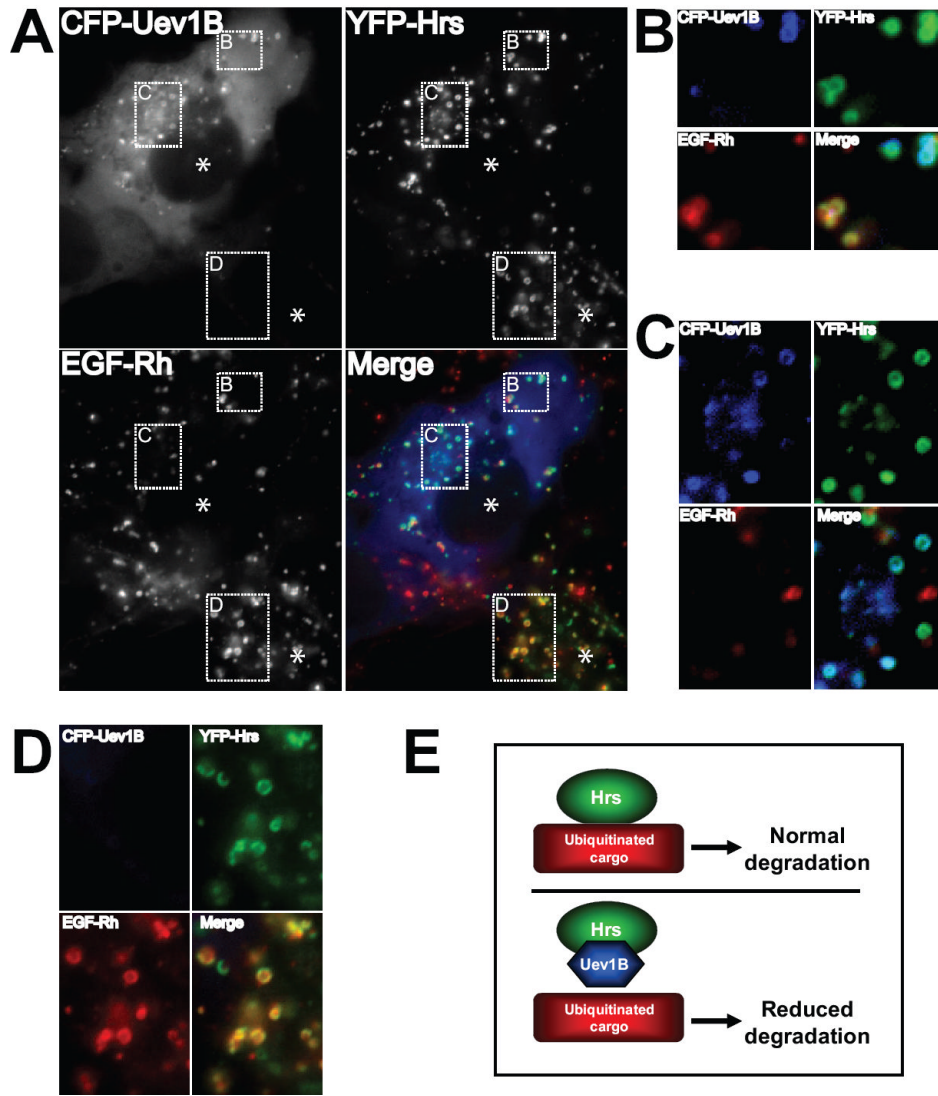 A
CFP-Uev1B
YFP-Hrs
B
C
*
D
*
B
C
*
D
*
EGF-Rh
Merge
B
C
*
D
*
B
C
*
D
*
B
CFP-Uev1B
YFP-Hrs
EGF-Rh
Merge
C
CFP-Uev1B
YFP-Hrs
EGF-Rh
Merge
D
CFP-Uev1B
YFP-Hrs
EGF-Rh
Merge
E
Hrs
Ubiquitinated
cargo
Normal
degradation
Hrs
Uev1B
Ubiquitinated
cargo
Reduced
degradation